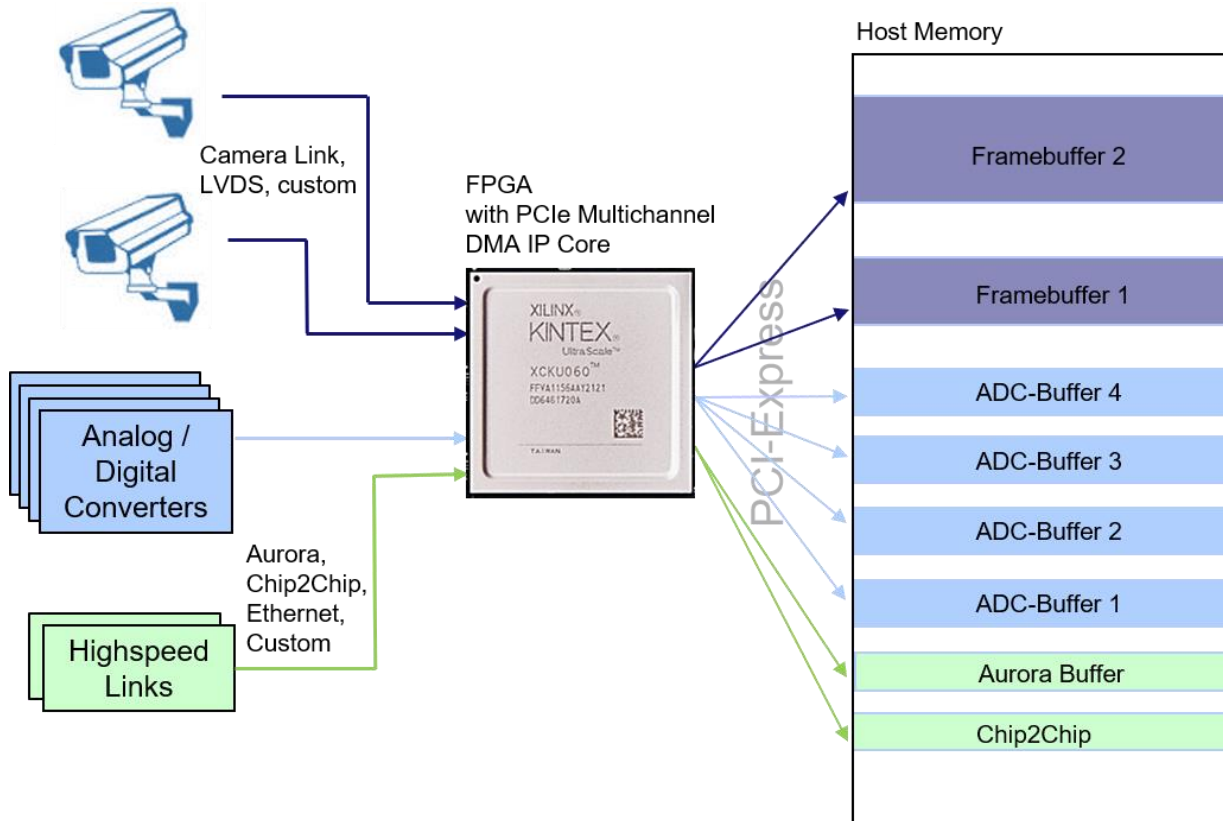 Host Memory
Camera Link,
LVDS, custom
FPGA
with PCIe Multichannel
DMA IP Core
XILINX®
KINTEX®
UltraScale™
XCKU060™
FFVA1156AAY2121
DD6461720A
TAIWAN
Analog /
Digital
Converters
Aurora,
Chip2Chip,
Ethernet,
Custom
Highspeed
Links
PCI-Express
Framebuffer 2
Framebuffer 1
ADC-Buffer 4
ADC-Buffer 3
ADC-Buffer 2
ADC-Buffer 1
Aurora Buffer
Chip2Chip